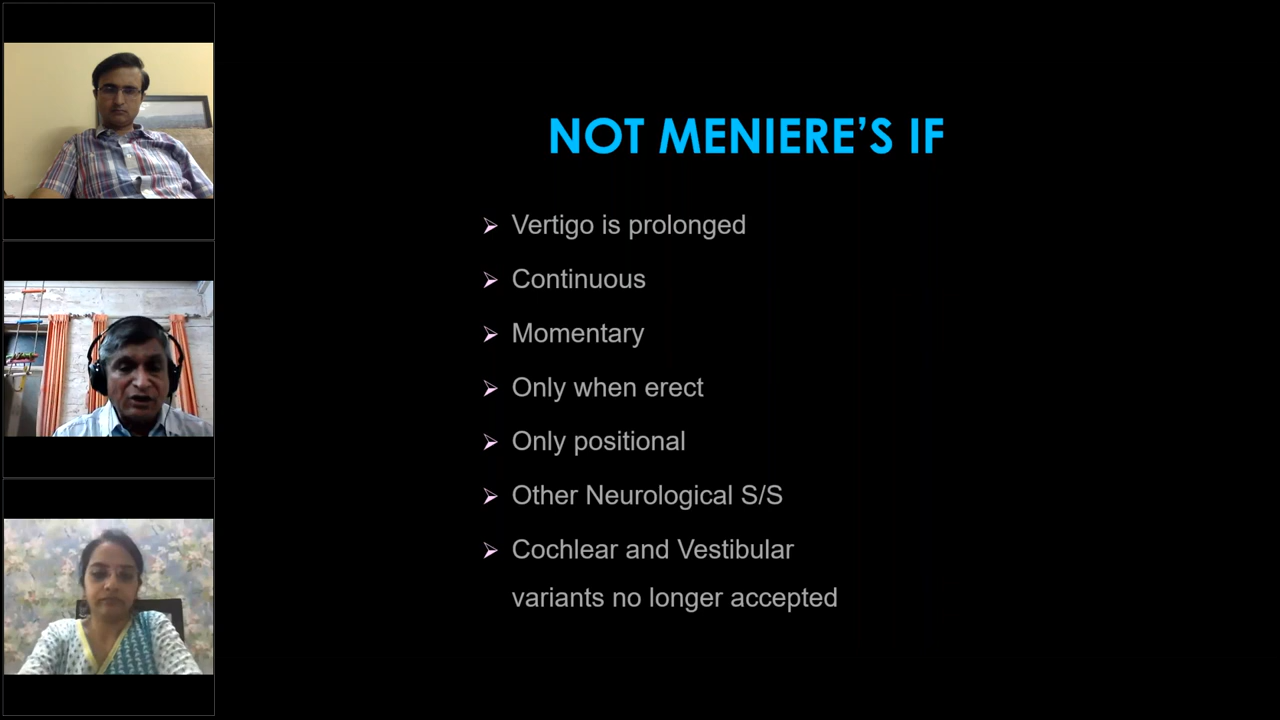 NOT MENIERE’S IF
Vertigo is prolonged
Continuous
Momentary
Only when erect
Only positional
Other Neurological S/S
Cochlear and Vestibular
variants no longer accepted